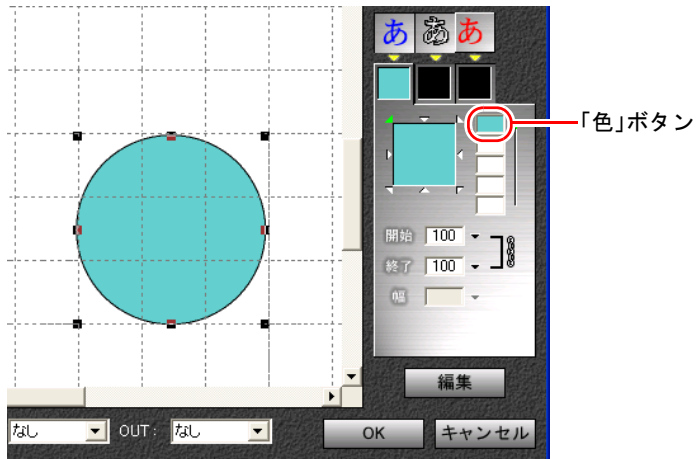 あ あ あ
「色」ボタン
開始 100
終了 100
幅
編集
なし OUT: なし OK キャンセル